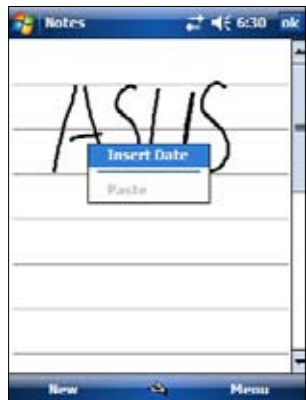 Notes 6:30 ok
ASUS
Insert Date
Paste
New Menu